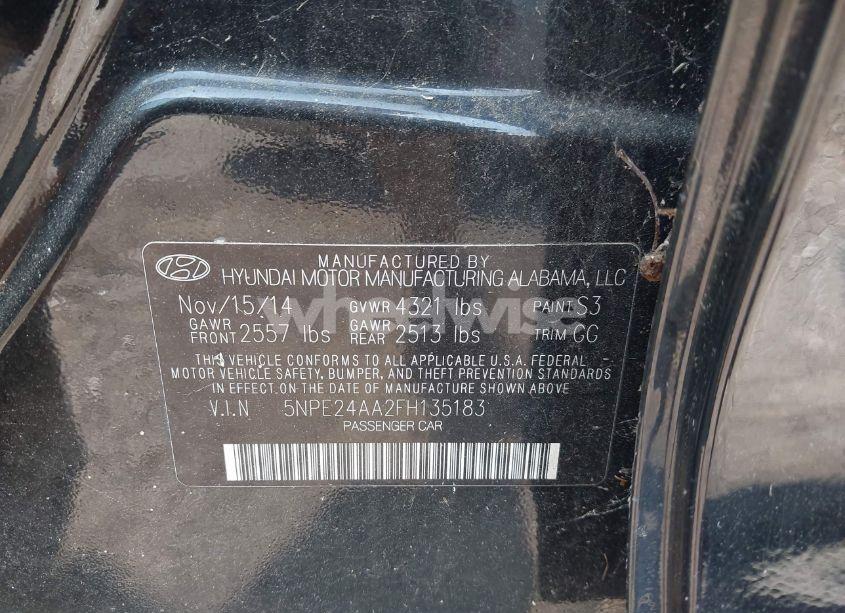 MANUFACTURED BY
HYUNDAI MOTOR MANUFACTURING ALABAMA, LLC
Nov/15/14 GVWR 4321 lbs PAINT S3
GAWR FRONT 2557 lbs GAWR REAR 2513 lbs TRIM GG
THIS VEHICLE CONFORMS TO ALL APPLICABLE U.S.A. FEDERAL
MOTOR VEHICLE SAFETY, BUMPER, AND THEFT PREVENTION STANDARDS
IN EFFECT ON THE DATE OF MANUFACTURE SHOWN ABOVE
V.I.N 5NPE24AA2FH135183
PASSENGER CAR
wheelwise